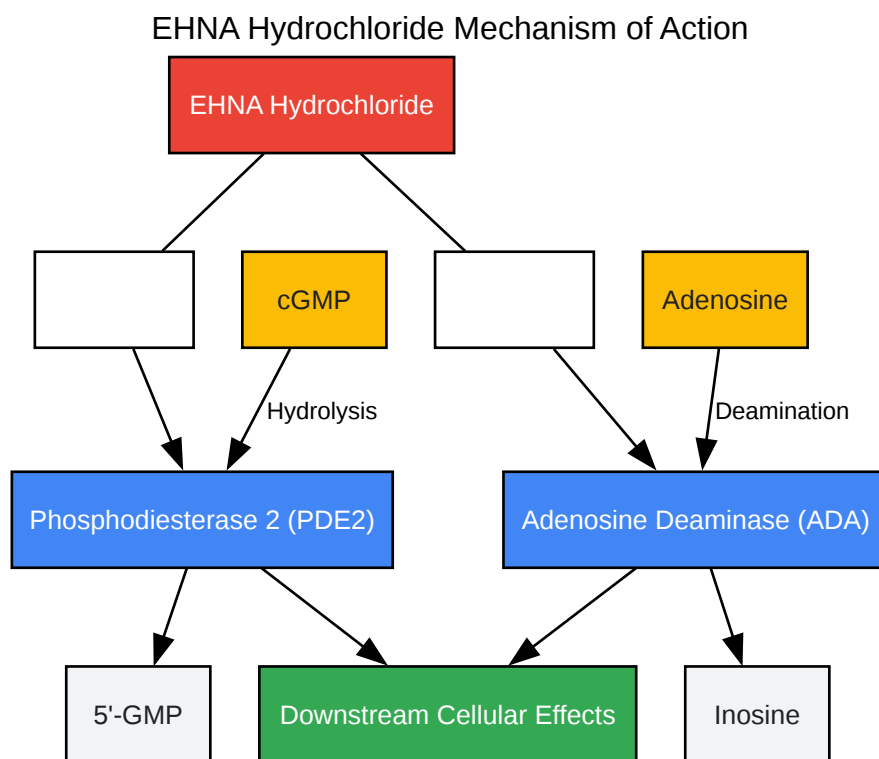 EHNA Hydrochloride Mechanism of Action
EHNA Hydrochloride
cGMP
Adenosine
Hydrolysis
Deamination
Phosphodiesterase 2 (PDE2)
Adenosine Deaminase (ADA)
5'-GMP
Downstream Cellular Effects
Inosine